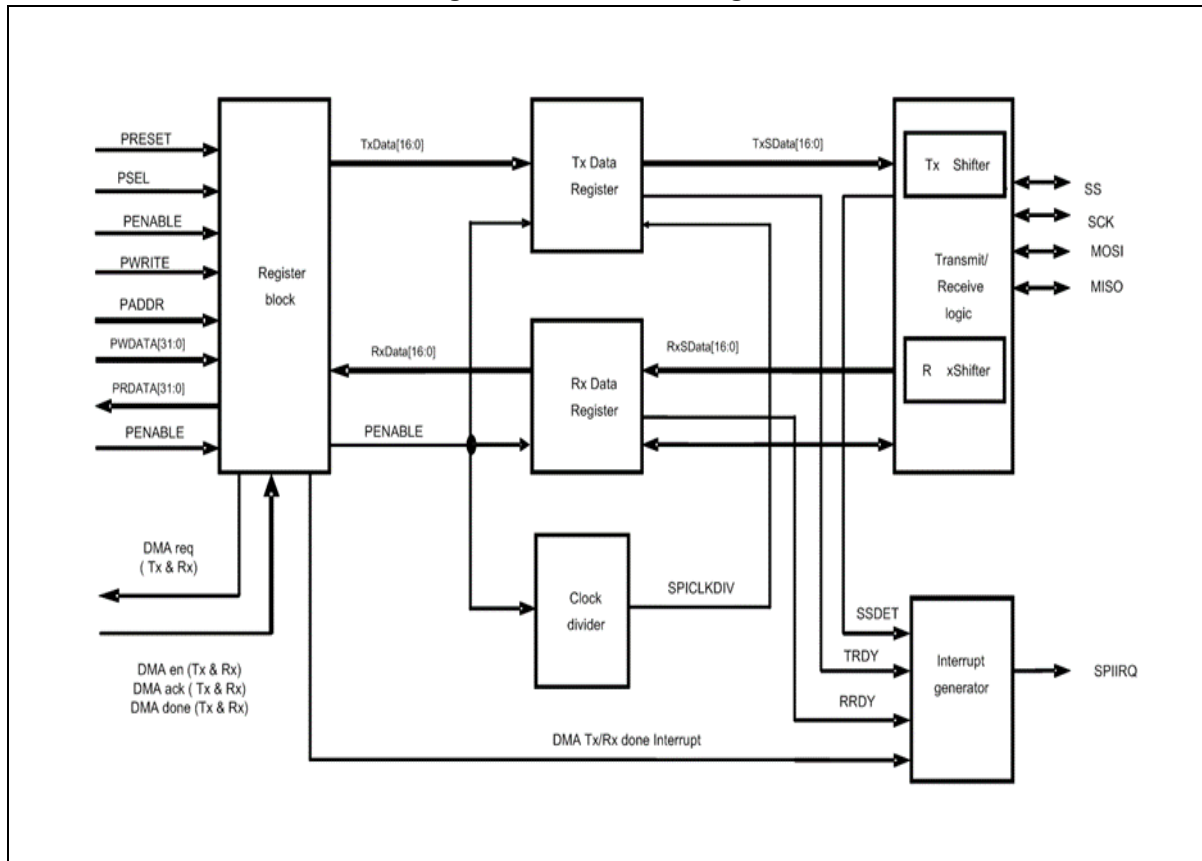 PRESET
PSEL
PENABLE
PWRITE
PADDR
PWDATA[31:0]
PRDATA[31:0]
PENABLE
Register
block
TxData[16:0]
Tx Data
Register
TxSData[16:0]
Tx Shifter
Transmit/
Receive
logic
R xShifter
SS
SCK
MOSI
MISO
RxData[16:0]
Rx Data
Register
RxSData[16:0]
PENABLE
DMA req
( Tx & Rx)
DMA en (Tx & Rx)
DMA ack ( Tx & Rx)
DMA done (Tx & Rx)
Clock
divider
SPICLKDIV
SSDET
TRDY
RRDY
DMA Tx/Rx done Interrupt
Interrupt
generator
SPIIRQ